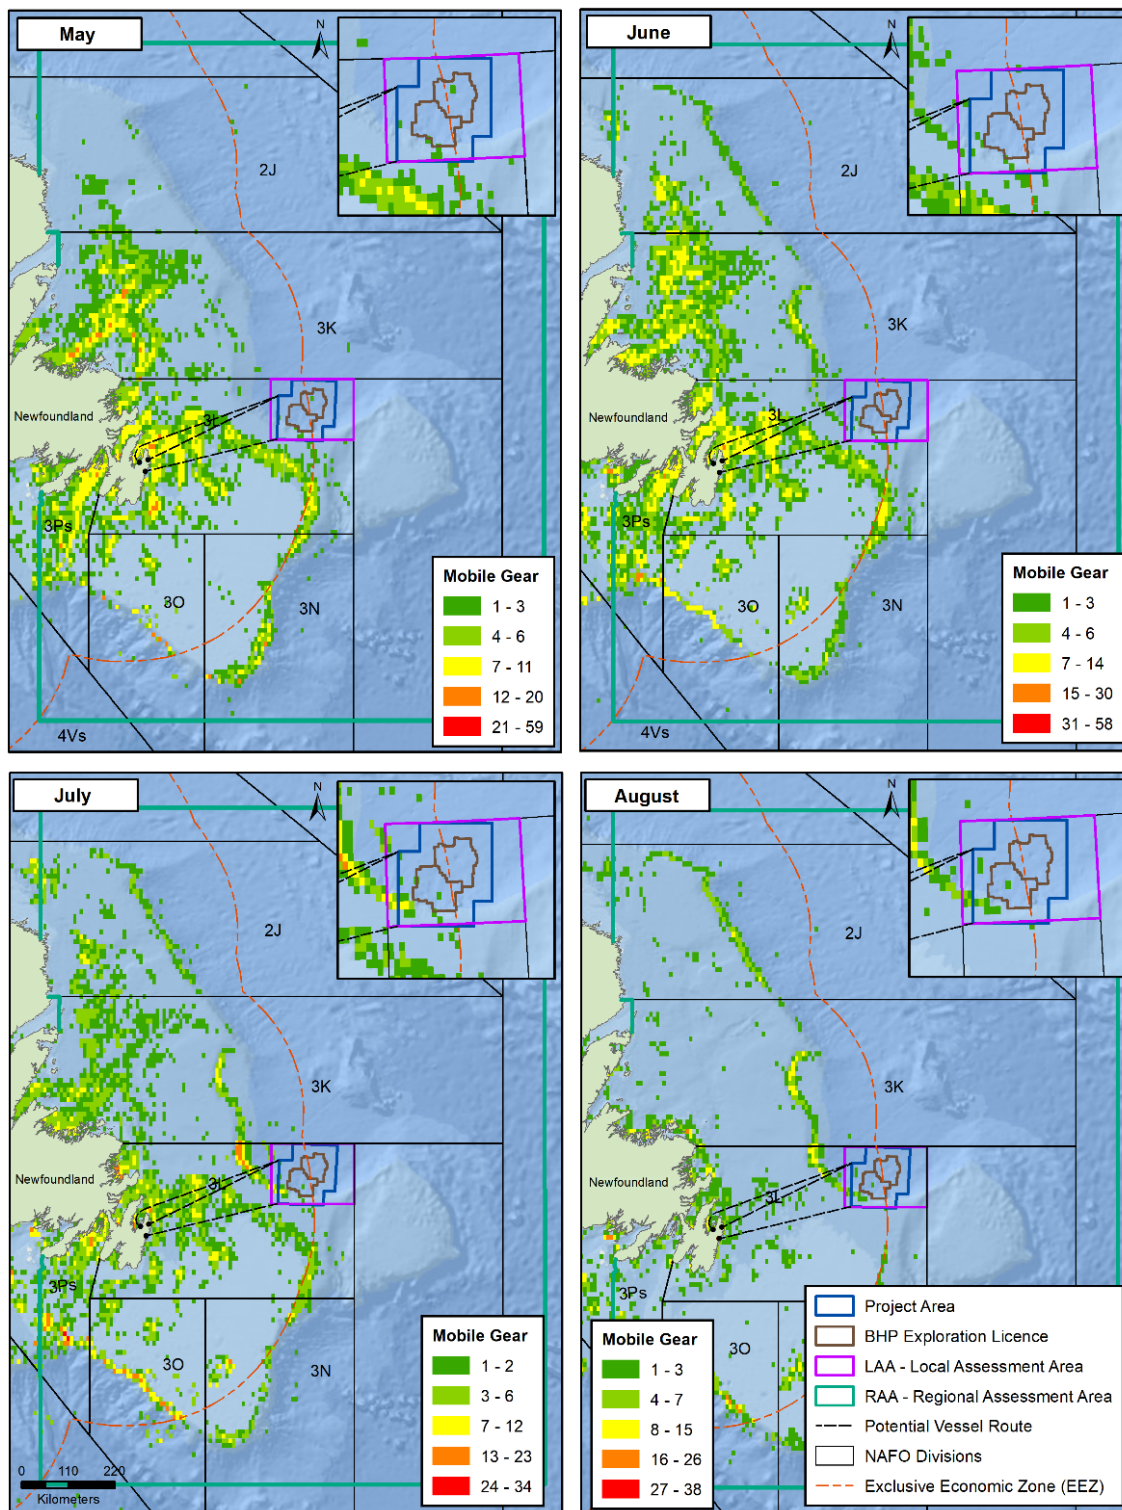 May
N
2J
3K
Newfoundland
3L
3Ps
3O
3N
4Vs
Mobile Gear
1 - 3
4 - 6
7 - 11
12 - 20
21 - 59
June
N
2J
3K
Newfoundland
3L
3Ps
3O
3N
4Vs
Mobile Gear
1 - 3
4 - 6
7 - 14
15 - 30
31 - 58
July
N
2J
3K
Newfoundland
3L
3Ps
3O
3N
0 110 220
Kilometers
Mobile Gear
1 - 2
3 - 6
7 - 12
13 - 23
24 - 34
August
N
2J
3K
Newfoundland
3L
3Ps
3O
Mobile Gear
1 - 3
4 - 7
8 - 15
16 - 26
27 - 38
Project Area
BHP Exploration Licence
LAA - Local Assessment Area
RAA - Regional Assessment Area
Potential Vessel Route
NAFO Divisions
Exclusive Economic Zone (EEZ)